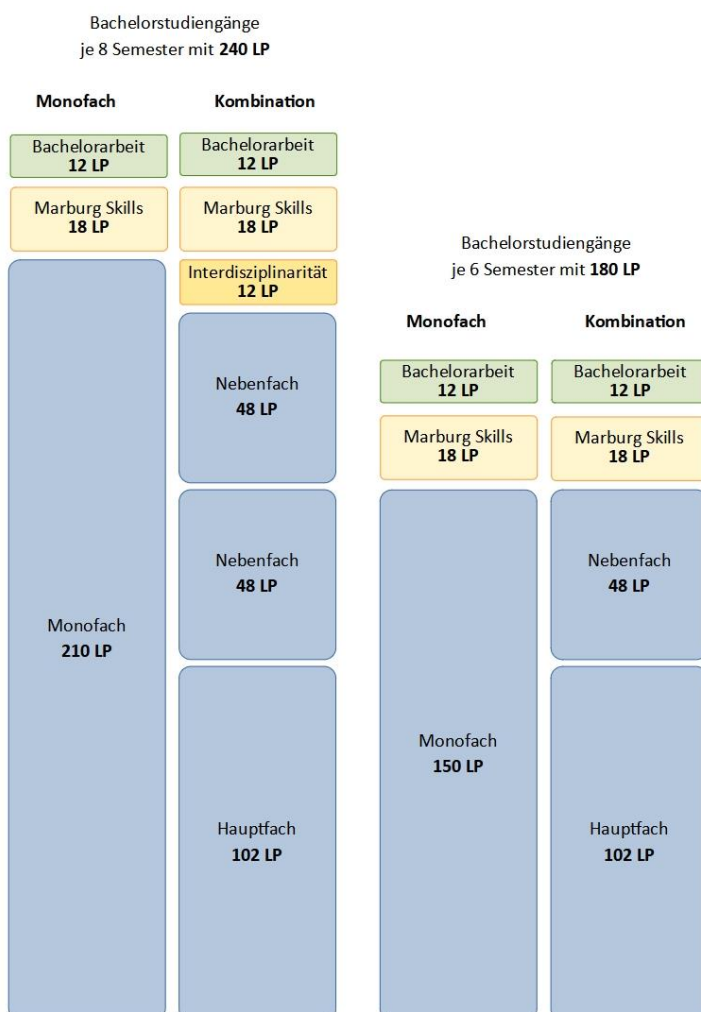 Bachelorstudiengänge
je 8 Semester mit 240 LP
Monofach
Bachelorarbeit
12 LP
Marburg Skills
18 LP
Monofach
210 LP
Kombination
Bachelorarbeit
12 LP
Marburg Skills
18 LP
Interdisziplinarität
12 LP
Nebenfach
48 LP
Nebenfach
48 LP
Hauptfach
102 LP
Bachelorstudiengänge
je 6 Semester mit 180 LP
Monofach
Bachelorarbeit
12 LP
Marburg Skills
18 LP
Monofach
150 LP
Kombination
Bachelorarbeit
12 LP
Marburg Skills
18 LP
Nebenfach
48 LP
Hauptfach
102 LP